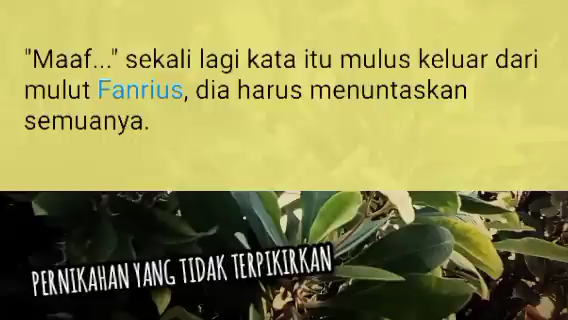 "Maaf..." sekali lagi kata itu mulus keluar dari
mulut Fanrius, dia harus menuntaskan
semuanya.
PERNIKAHAN YANG TIDAK TERPIKIRKAN